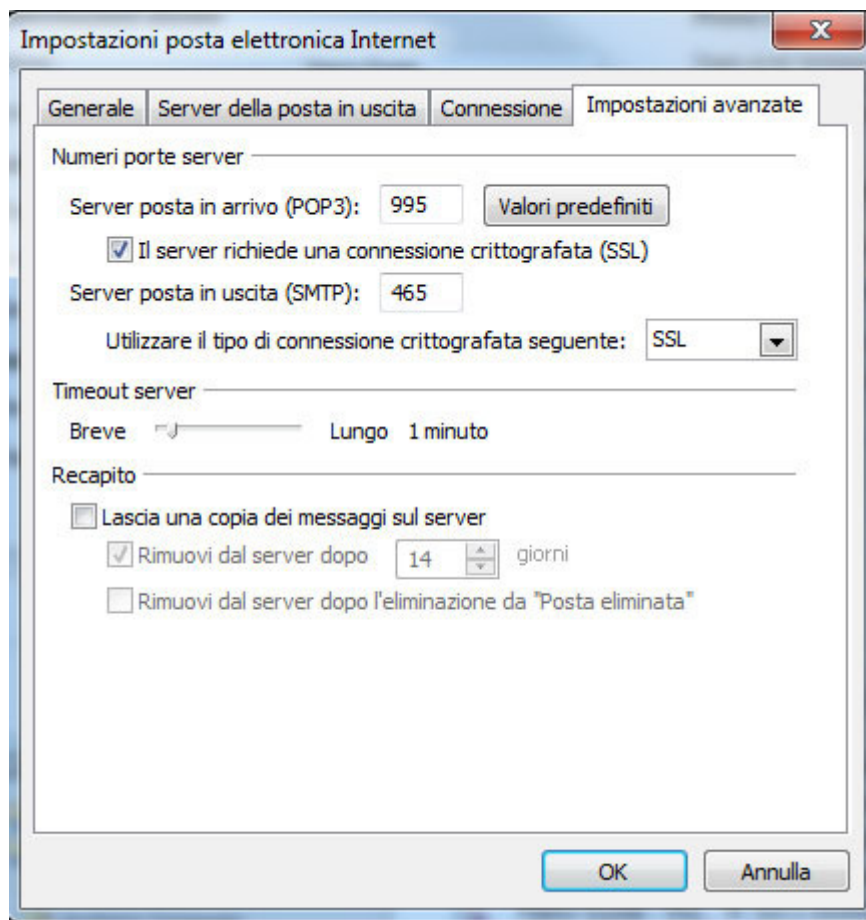 Impostazioni posta elettronica Internet
Generale Server della posta in uscita Connessione Impostazioni avanzate
Numeri porte server
Server posta in arrivo (POP3): 995 Valori predefiniti
Il server richiede una connessione crittografata (SSL)
Server posta in uscita (SMTP): 465
Utilizzare il tipo di connessione crittografata seguente: SSL
Timeout server
Breve Lungo 1 minuto
Recapito
Lascia una copia dei messaggi sul server
Rimuovi dal server dopo 14 giorni
Rimuovi dal server dopo l'eliminazione da "Posta eliminata"
OK Annulla